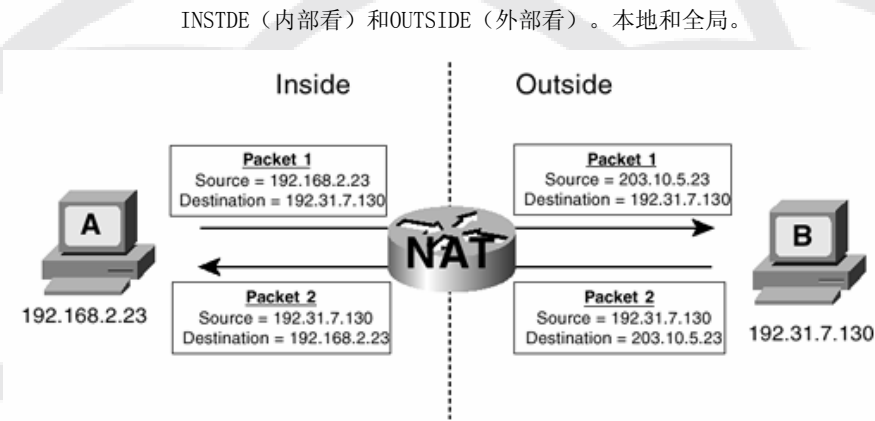 INSTDE（内部看）和OUTSIDE（外部看）。本地和全局。
Inside
Outside
Packet 1
Source = 192.168.2.23
Destination = 192.31.7.130
Packet 1
Source = 203.10.5.23
Destination = 192.31.7.130
A
NAT
B
192.168.2.23
Packet 2
Source = 192.31.7.130
Destination = 192.168.2.23
Packet 2
Source = 192.31.7.130
Destination = 203.10.5.23
192.31.7.130